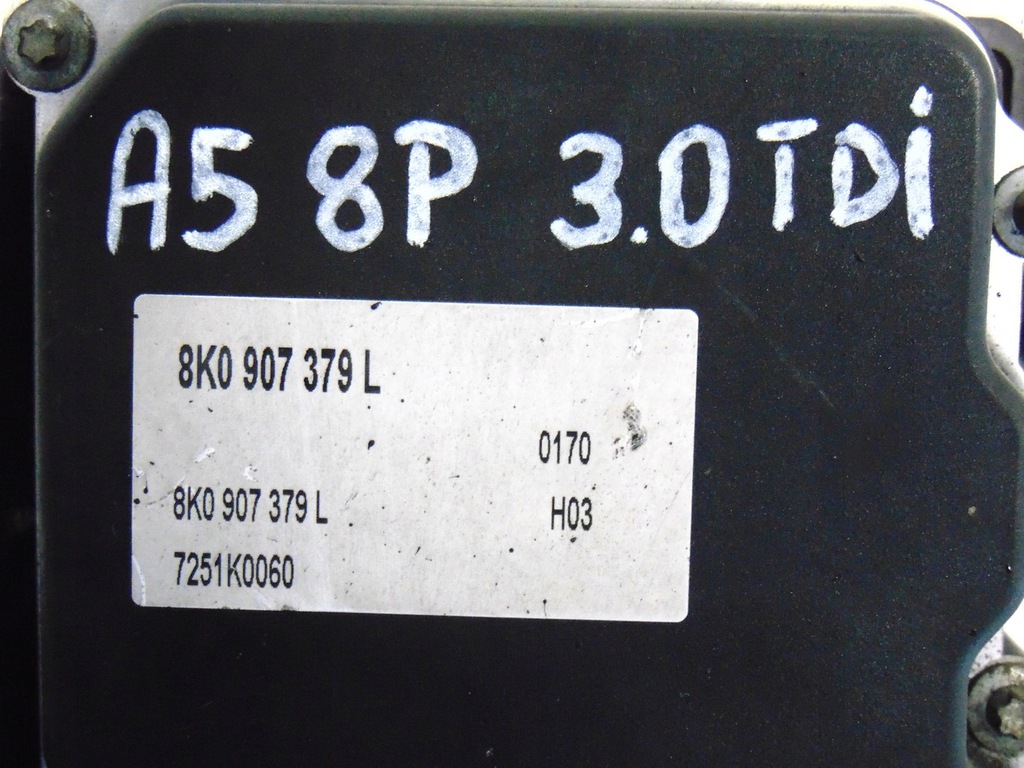 A5 8P 3.0TDi
8K0 907 379 L
0170
8K0 907 379 L H03
7251K0060